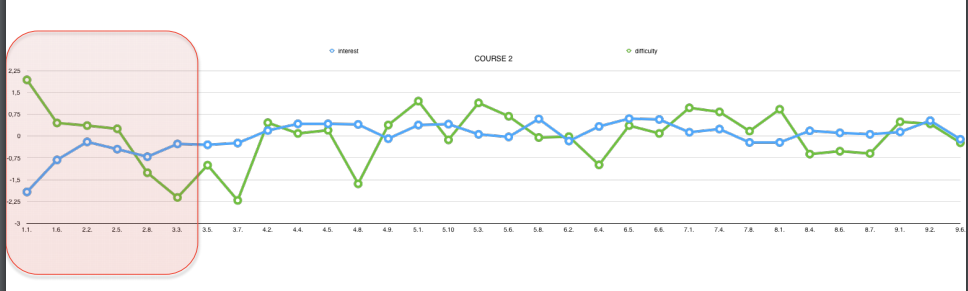 interest difficulty
COURSE 2
2,25
1,5
0,75
0
-0,75
-1,5
-2,25
-3
1.1. 1.6. 2.2. 2.5. 2.8. 3.3. 3.5. 3.7. 4.2. 4.4. 4.5. 4.8. 4.9. 5.1. 5.10 5.3. 5.6. 5.8. 6.2. 6.4. 6.5. 6.6. 7.1. 7.4. 7.8. 8.1. 8.4. 8.6. 8.7. 9.1. 9.2. 9.6.